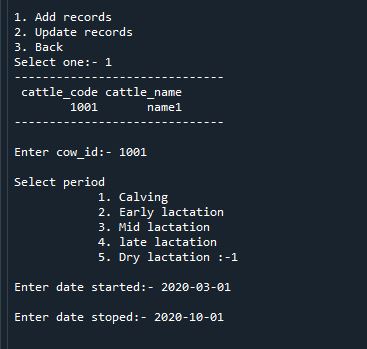 1. Add records
2. Update records
3. Back
Select one:- 1
------------------------------
cattle_code cattle_name
1001 name1
------------------------------
Enter cow_id:- 1001
Select period
1. Calving
2. Early lactation
3. Mid lactation
4. late lactation
5. Dry lactation :-1
Enter date started:- 2020-03-01
Enter date stoped:- 2020-10-01